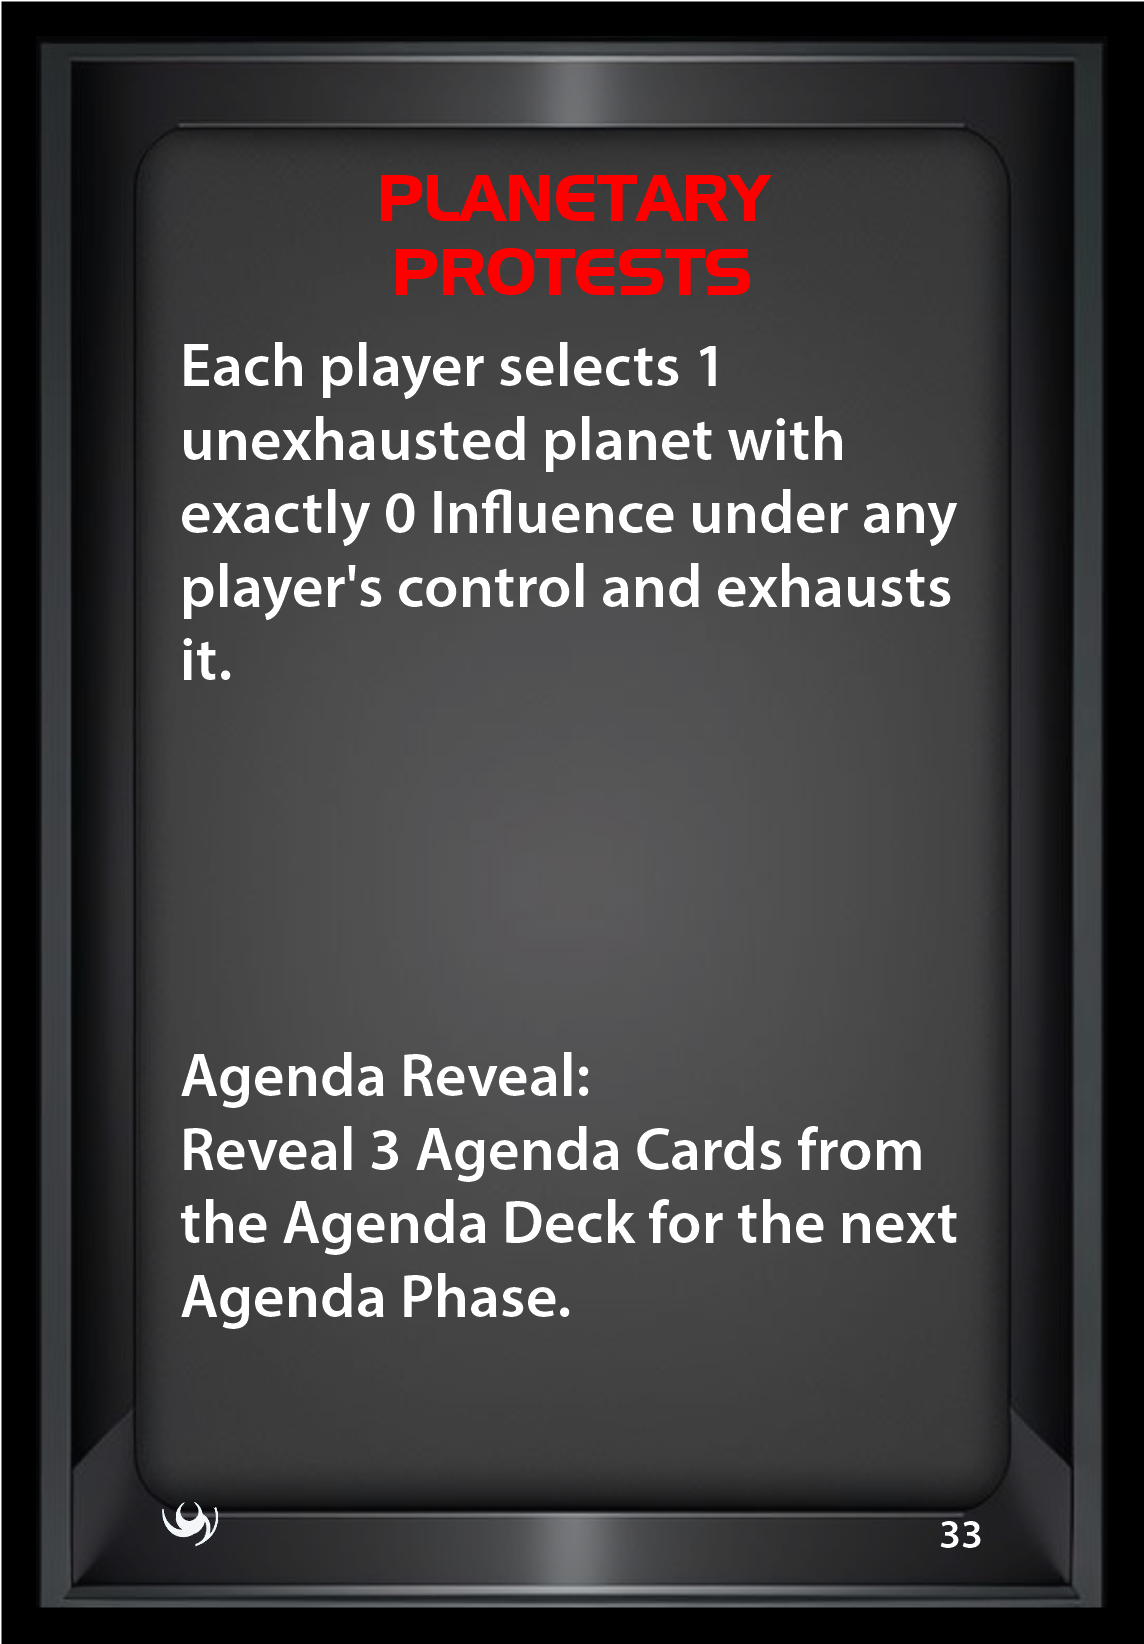 PLANETARY
PROTESTS
Each player selects 1
unexhausted planet with
exactly 0 Influence under any
player's control and exhausts
it.
Agenda Reveal:
Reveal 3 Agenda Cards from
the Agenda Deck for the next
Agenda Phase.
33